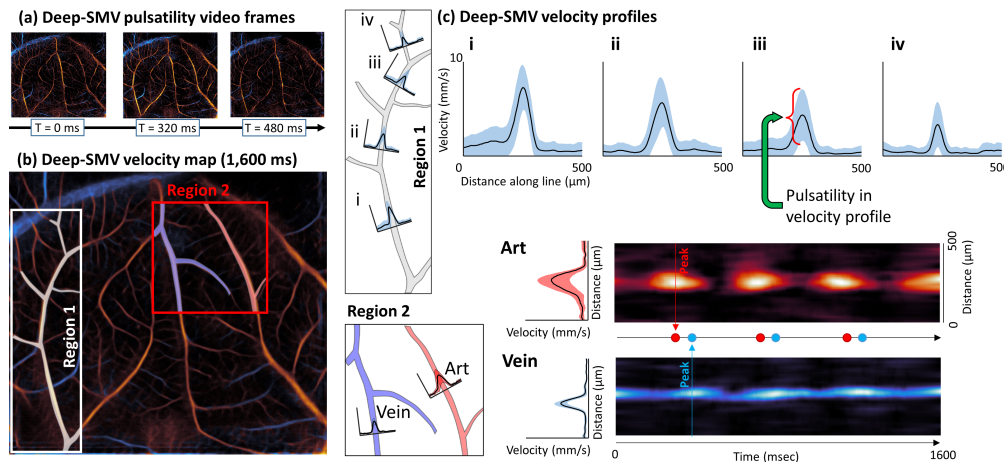 (a) Deep-SMV pulsatility video frames
T = 0 ms
T = 320 ms
T = 480 ms
(b) Deep-SMV velocity map (1,600 ms)
Region 2
Region 1
iv
iii
ii
i
Region 1
Region 2
Art
Vein
(c) Deep-SMV velocity profiles
i
ii
iii
iv
10
Velocity (mm/s)
0
500
500
500
500
Distance along line (µm)
Pulsatility in
velocity profile
Art
Velocity (mm/s)
Distance (µm)
Peak
500
Distance (µm)
0
Vein
Peak
Velocity (mm/s)
Distance (µm)
0
Time (msec)
1600